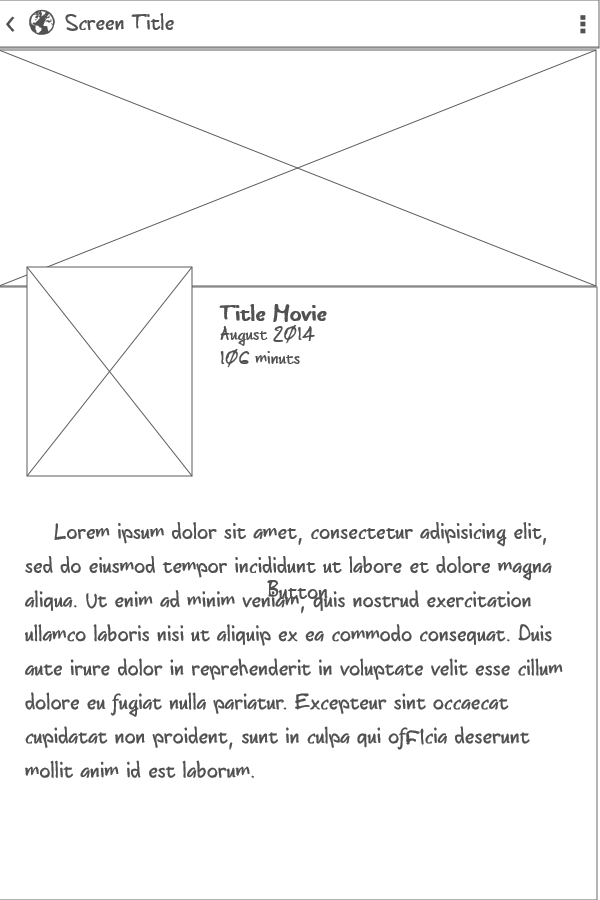 Screen Title
Title Movie
August 2014
106 minuts
Lorem ipsum dolor sit amet, consectetur adipisicing elit,
sed do eiusmod tempor incididunt ut labore et dolore magna
Button
aliqua. Ut enim ad minim veniam, quis nostrud exercitation
ullamco laboris nisi ut aliquip ex ea commodo consequat. Duis
aute irure dolor in reprehenderit in voluptate velit esse cillum
dolore eu fugiat nulla pariatur. Excepteur sint occaecat
cupidatat non proident, sunt in culpa qui officia deserunt
mollit anim id est laborum.